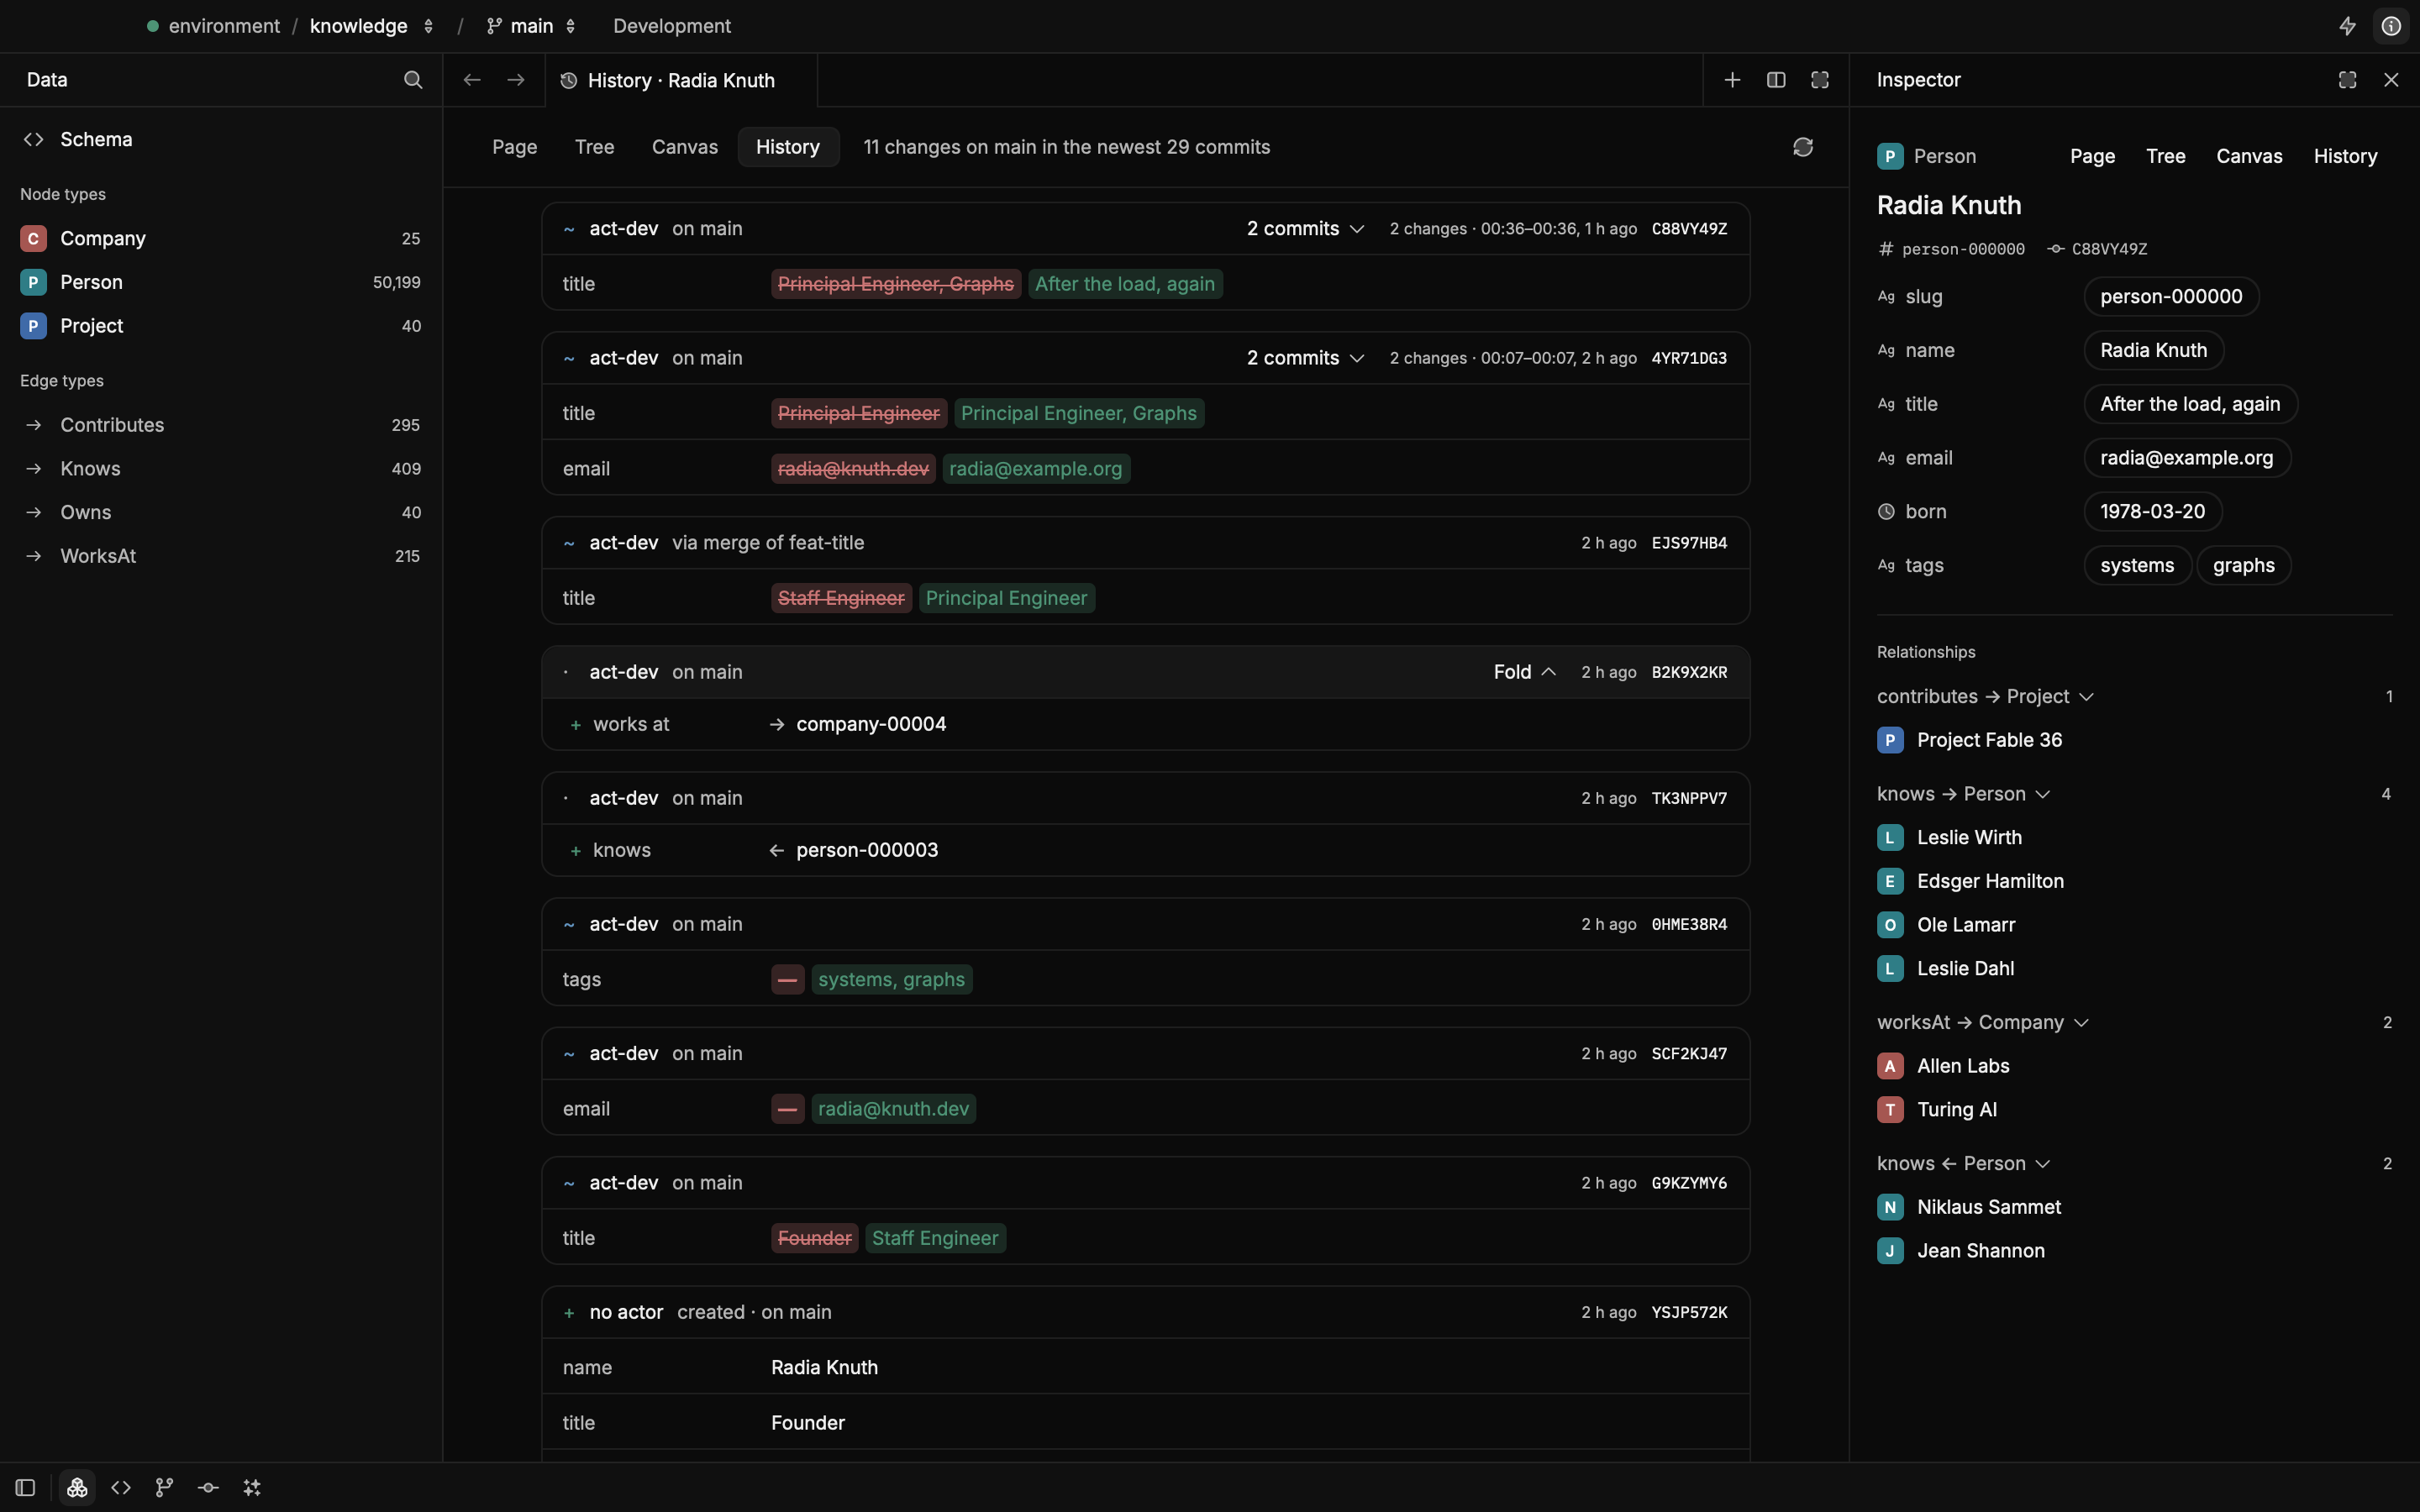 environment / knowledge / main Development
Data
Schema
Node types
C Company 25
P Person 50,199
P Project 40
Edge types
Contributes 295
Knows 409
Owns 40
WorksAt 215
History · Radia Knuth
Page Tree Canvas History 11 changes on main in the newest 29 commits
~ act-dev on main 2 commits 2 changes · 00:36–00:36, 1 h ago C88VY49Z
title Principal Engineer, Graphs After the load, again
~ act-dev on main 2 commits 2 changes · 00:07–00:07, 2 h ago 4YR71DG3
title Principal Engineer Principal Engineer, Graphs
email radia@knuth.dev radia@example.org
~ act-dev via merge of feat-title 2 h ago EJS97HB4
title Staff Engineer Principal Engineer
· act-dev on main Fold 2 h ago B2K9X2KR
+ works at → company-00004
· act-dev on main 2 h ago TK3NPPV7
+ knows ← person-000003
~ act-dev on main 2 h ago 0HME38R4
tags — systems, graphs
~ act-dev on main 2 h ago SCF2KJ47
email — radia@knuth.dev
~ act-dev on main 2 h ago G9KZYMY6
title Founder Staff Engineer
+ no actor created · on main 2 h ago YSJP572K
name Radia Knuth
title Founder
Inspector
P Person Page Tree Canvas History
Radia Knuth
# person-000000 C88VY49Z
Ag slug person-000000
Ag name Radia Knuth
Ag title After the load, again
Ag email radia@example.org
born 1978-03-20
Ag tags systems graphs
Relationships
contributes → Project 1
P Project Fable 36
knows → Person 4
L Leslie Wirth
E Edsger Hamilton
O Ole Lamarr
L Leslie Dahl
worksAt → Company 2
A Allen Labs
T Turing AI
knows ← Person 2
N Niklaus Sammet
J Jean Shannon